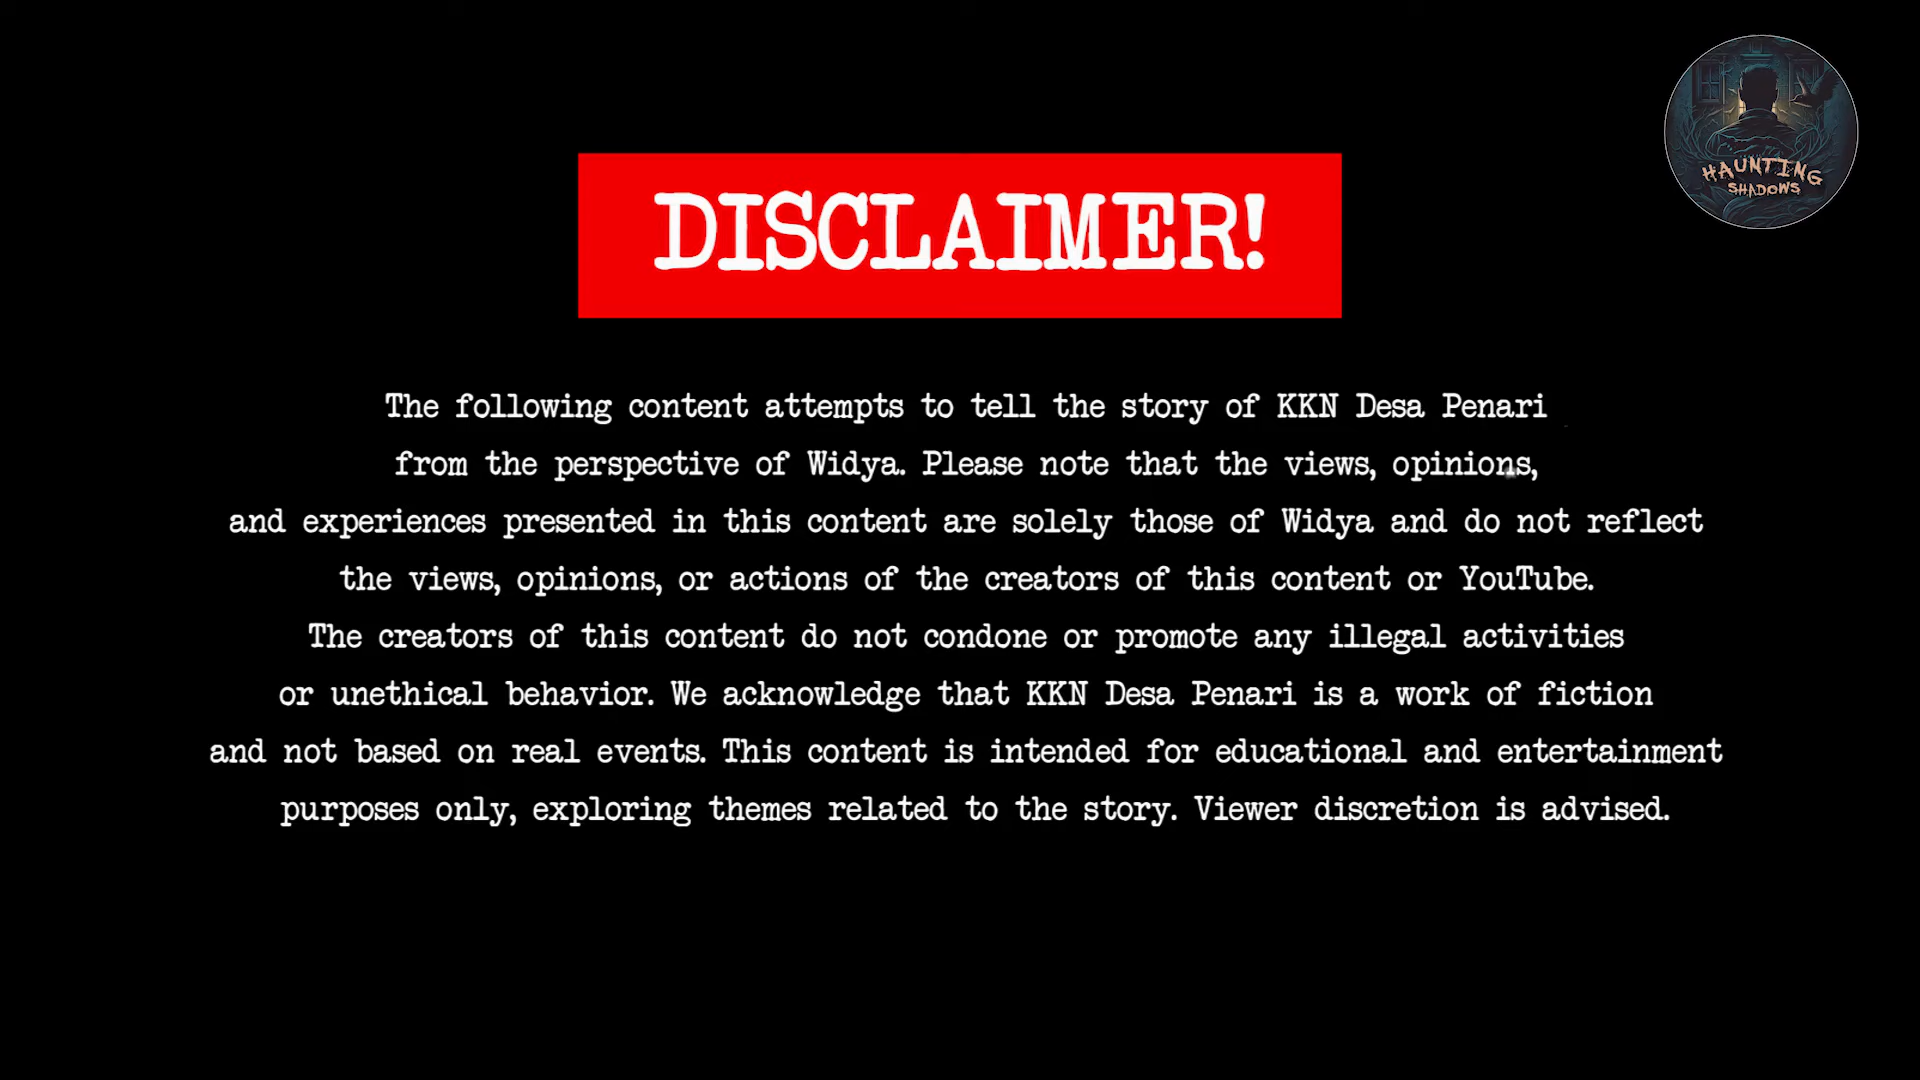 HAUNTING
SHADOWS
DISCLAIMER!
The following content attempts to tell the story of KKN Desa Penari
from the perspective of Widya. Please note that the views, opinions,
and experiences presented in this content are solely those of Widya and do not reflect
the views, opinions, or actions of the creators of this content or YouTube.
The creators of this content do not condone or promote any illegal activities
or unethical behavior. We acknowledge that KKN Desa Penari is a work of fiction
and not based on real events. This content is intended for educational and entertainment
purposes only, exploring themes related to the story. Viewer discretion is advised.